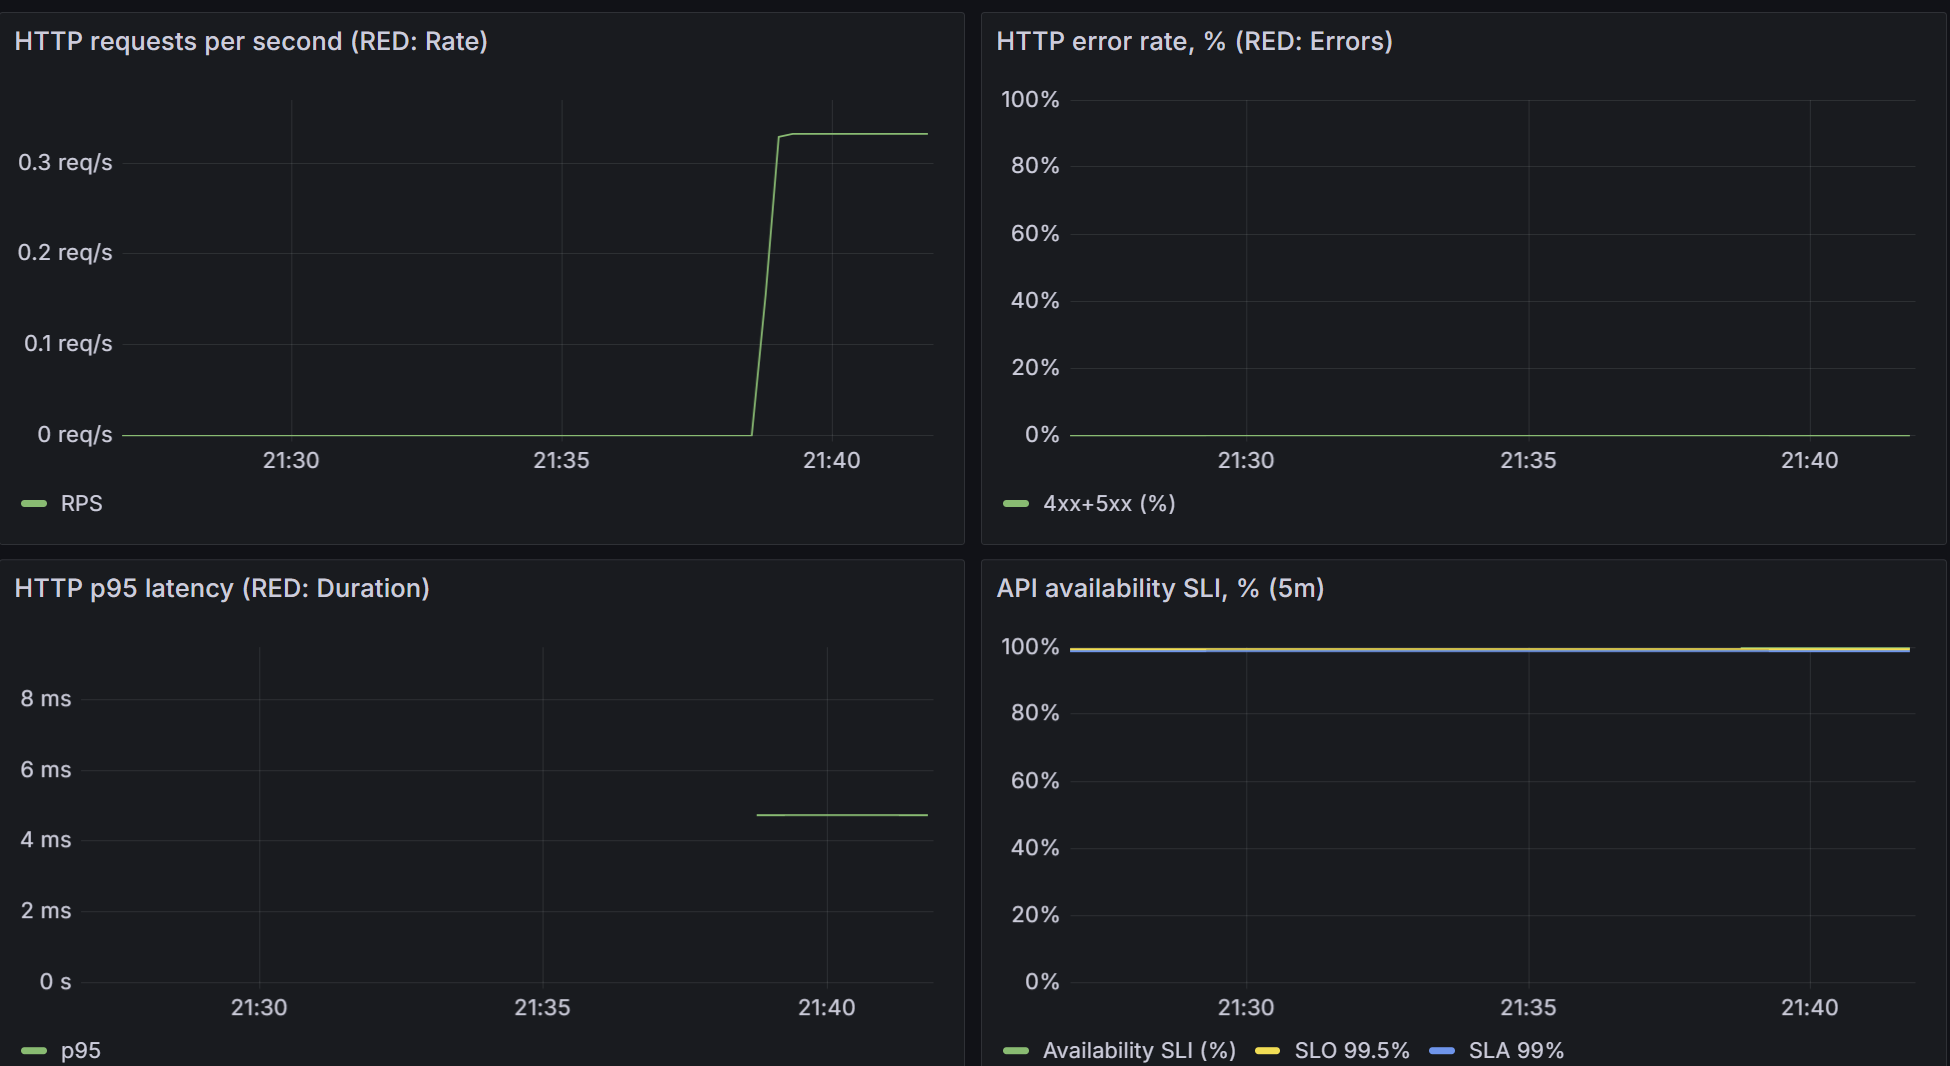 HTTP requests per second (RED: Rate)
0.3 req/s
0.2 req/s
0.1 req/s
0 req/s
21:30 21:35 21:40
RPS
HTTP error rate, % (RED: Errors)
100%
80%
60%
40%
20%
0%
21:30 21:35 21:40
4xx+5xx (%)
HTTP p95 latency (RED: Duration)
8 ms
6 ms
4 ms
2 ms
0 s
21:30 21:35 21:40
p95
API availability SLI, % (5m)
100%
80%
60%
40%
20%
0%
21:30 21:35 21:40
Availability SLI (%) SLO 99.5% SLA 99%